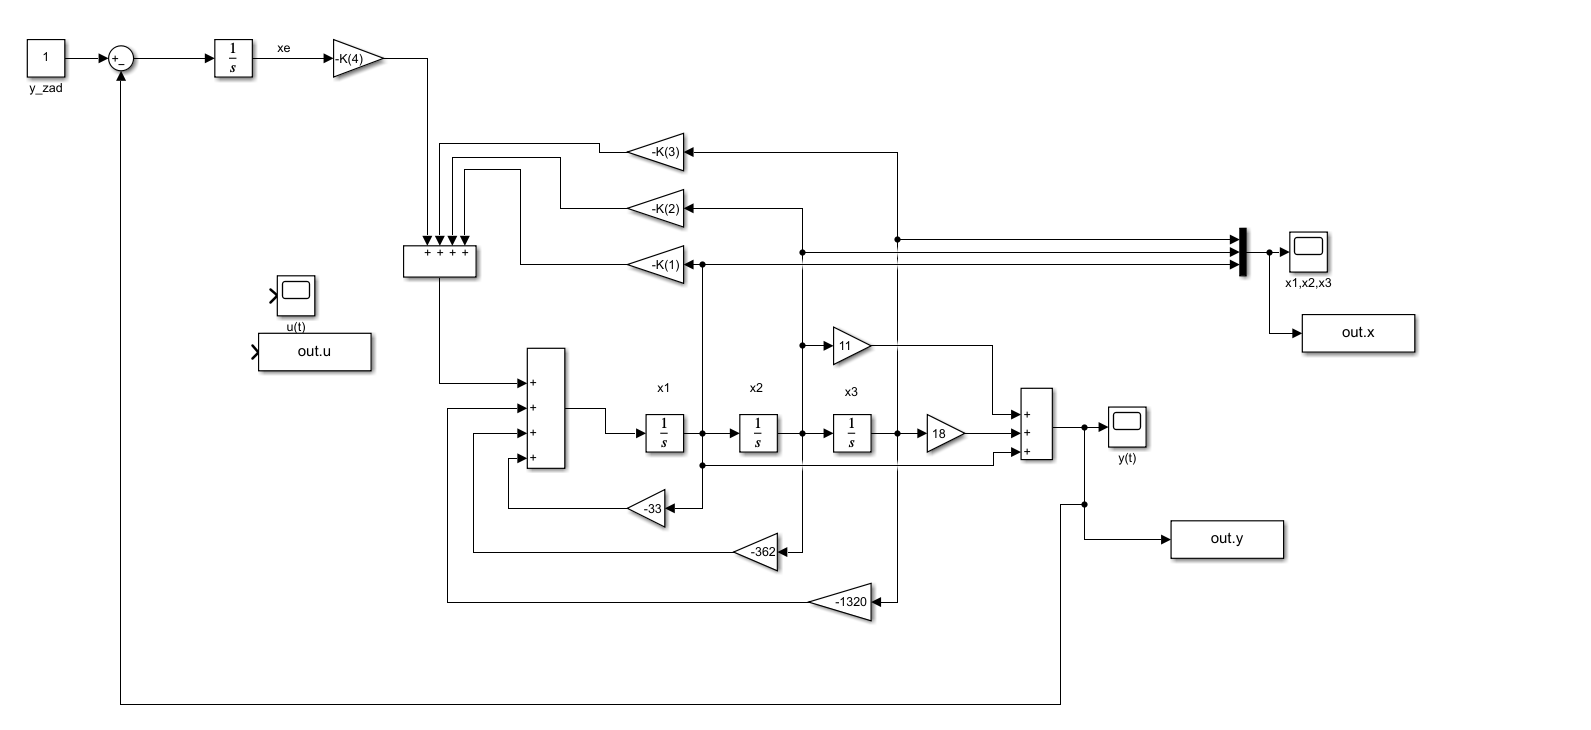 1
y_zad
+
−
1
s
xe
-K(4)
-K(3)
-K(2)
-K(1)
+ + + +
x1,x2,x3
out.x
u(t)
out.u
11
+
+
+
+
x1
1
s
x2
1
s
x3
1
s
18
+
+
+
y(t)
-33
-362
-1320
out.y